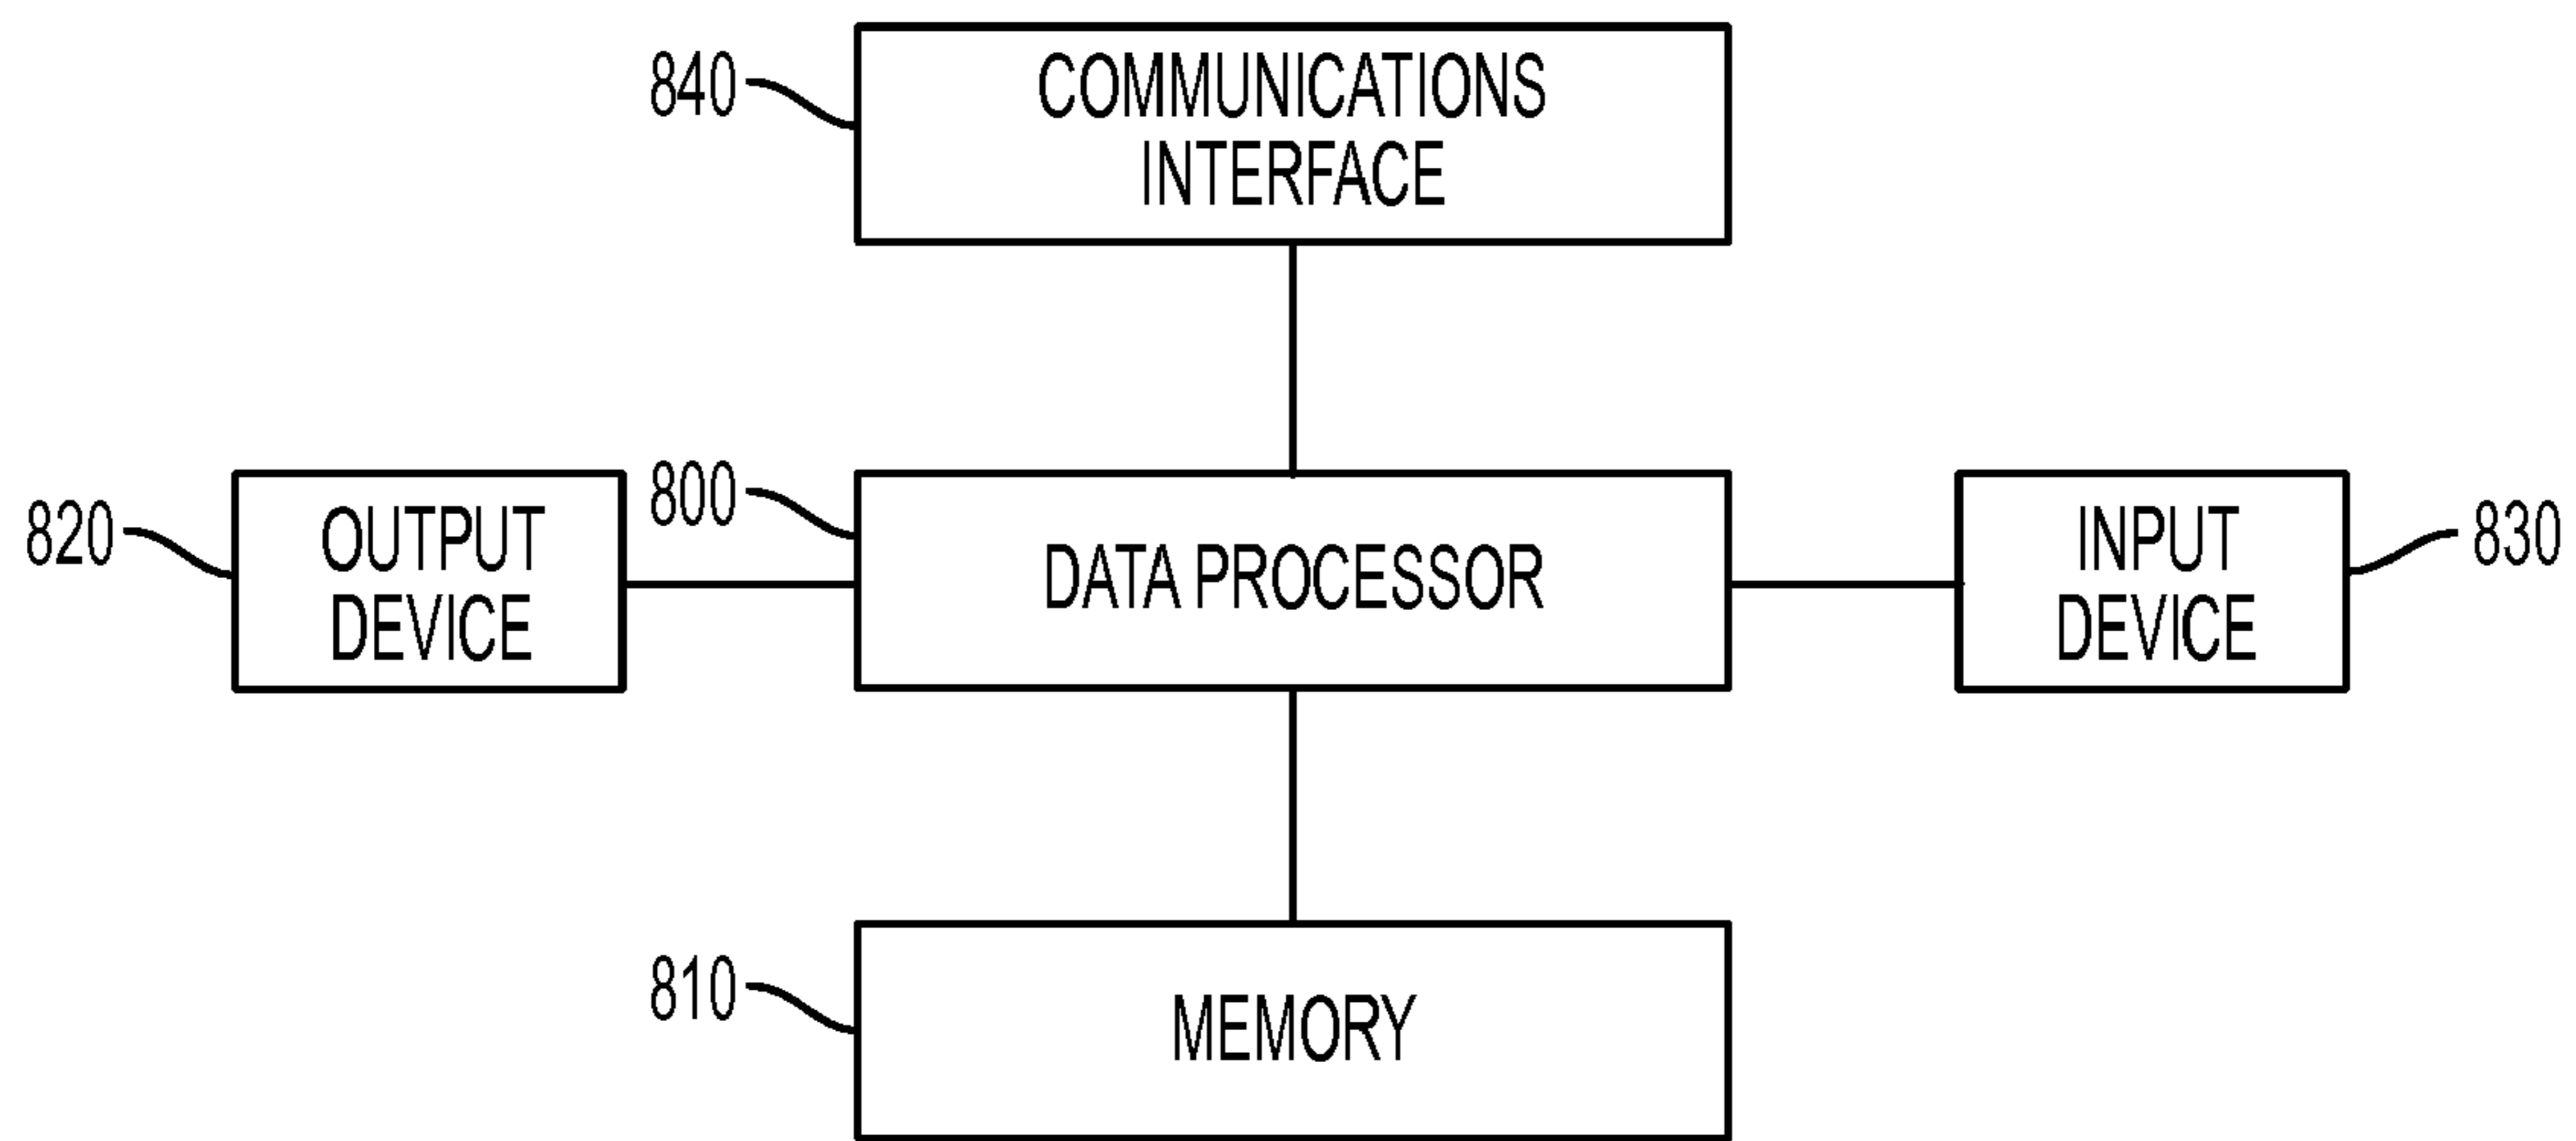 840
COMMUNICATIONS
INTERFACE
820
OUTPUT
DEVICE
800
DATA PROCESSOR
INPUT
DEVICE
830
810
MEMORY